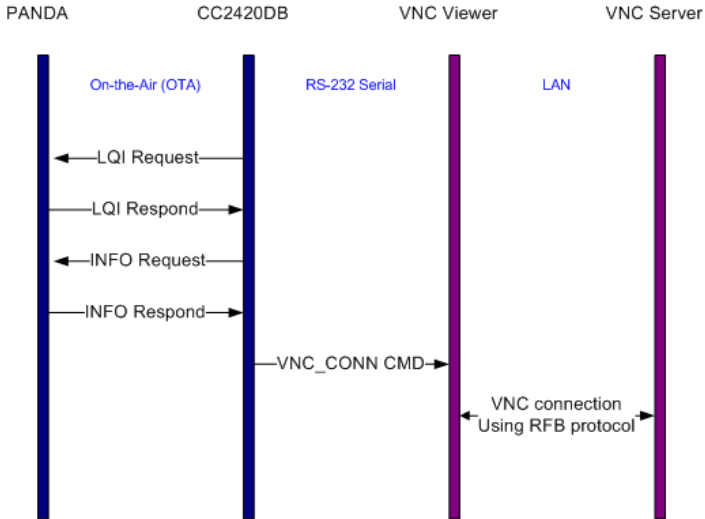 PANDA CC2420DB VNC Viewer VNC Server
On-the-Air (OTA) RS-232 Serial LAN
LQI Request
LQI Respond
INFO Request
INFO Respond
VNC_CONN CMD
VNC connection
Using RFB protocol